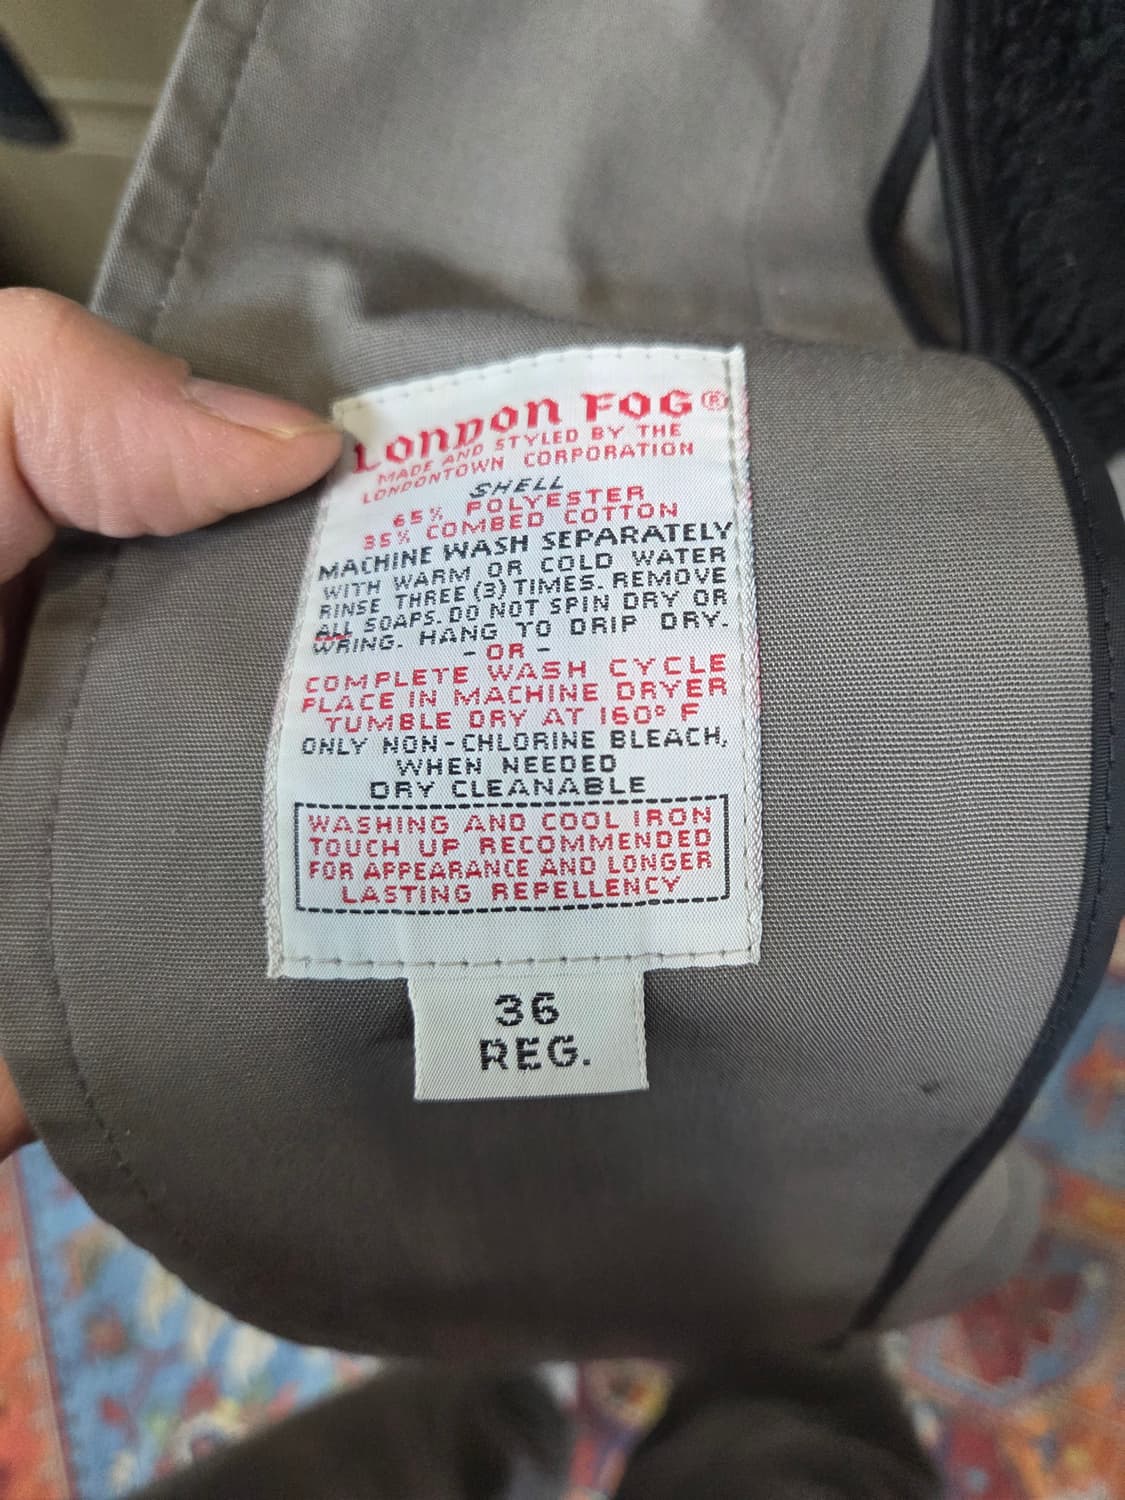 LONDON FOG®
MADE AND STYLED BY THE
LONDONTOWN CORPORATION
SHELL
65% POLYESTER
35% COMBED COTTON
MACHINE WASH SEPARATELY
WITH WARM OR COLD WATER
RINSE THREE (3) TIMES. REMOVE
ALL SOAPS. DO NOT SPIN DRY OR
WRING. HANG TO DRIP DRY.
- OR -
COMPLETE WASH CYCLE
PLACE IN MACHINE DRYER
TUMBLE DRY AT 160° F
ONLY NON-CHLORINE BLEACH,
WHEN NEEDED
DRY CLEANABLE
WASHING AND COOL IRON
TOUCH UP RECOMMENDED
FOR APPEARANCE AND LONGER
LASTING REPELLENCY
36
REG.